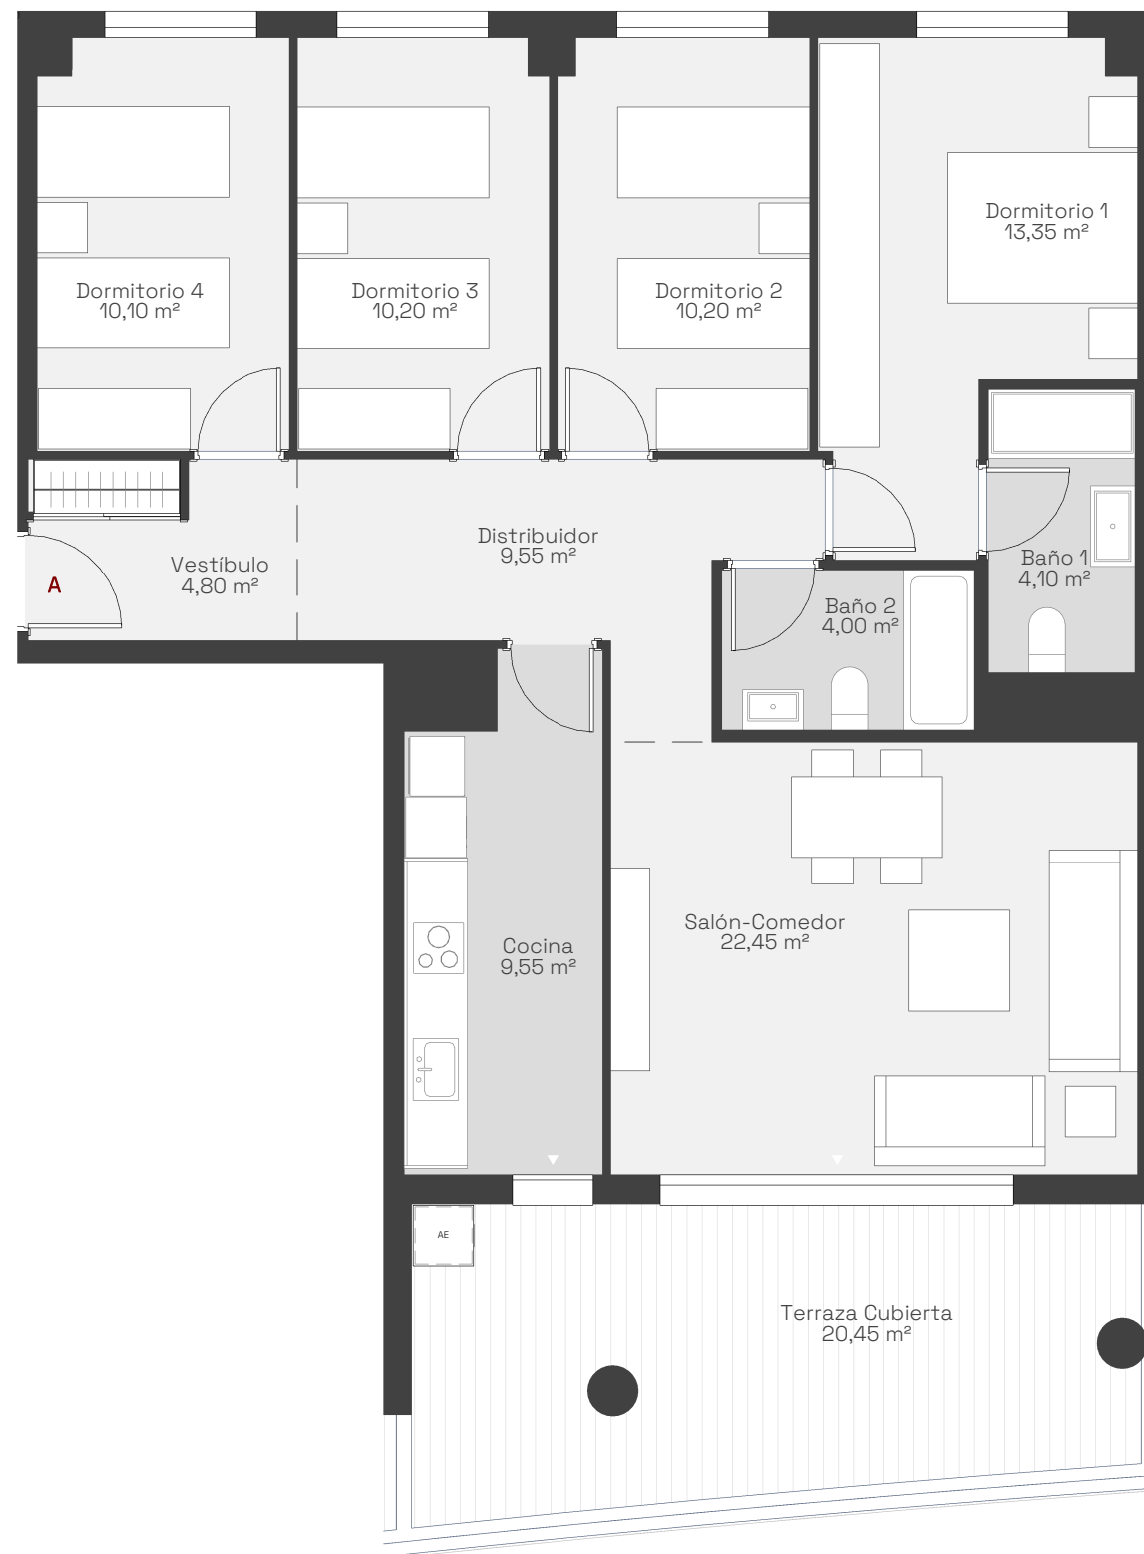 Dormitorio 1
13,35 m²
Dormitorio 4
10,10 m²
Dormitorio 3
10,20 m²
Dormitorio 2
10,20 m²
Distribuidor
9,55 m²
Vestíbulo
4,80 m²
A
Baño 1
4,10 m²
Baño 2
4,00 m²
Salón-Comedor
22,45 m²
Cocina
9,55 m²
AE
Terraza Cubierta
20,45 m²